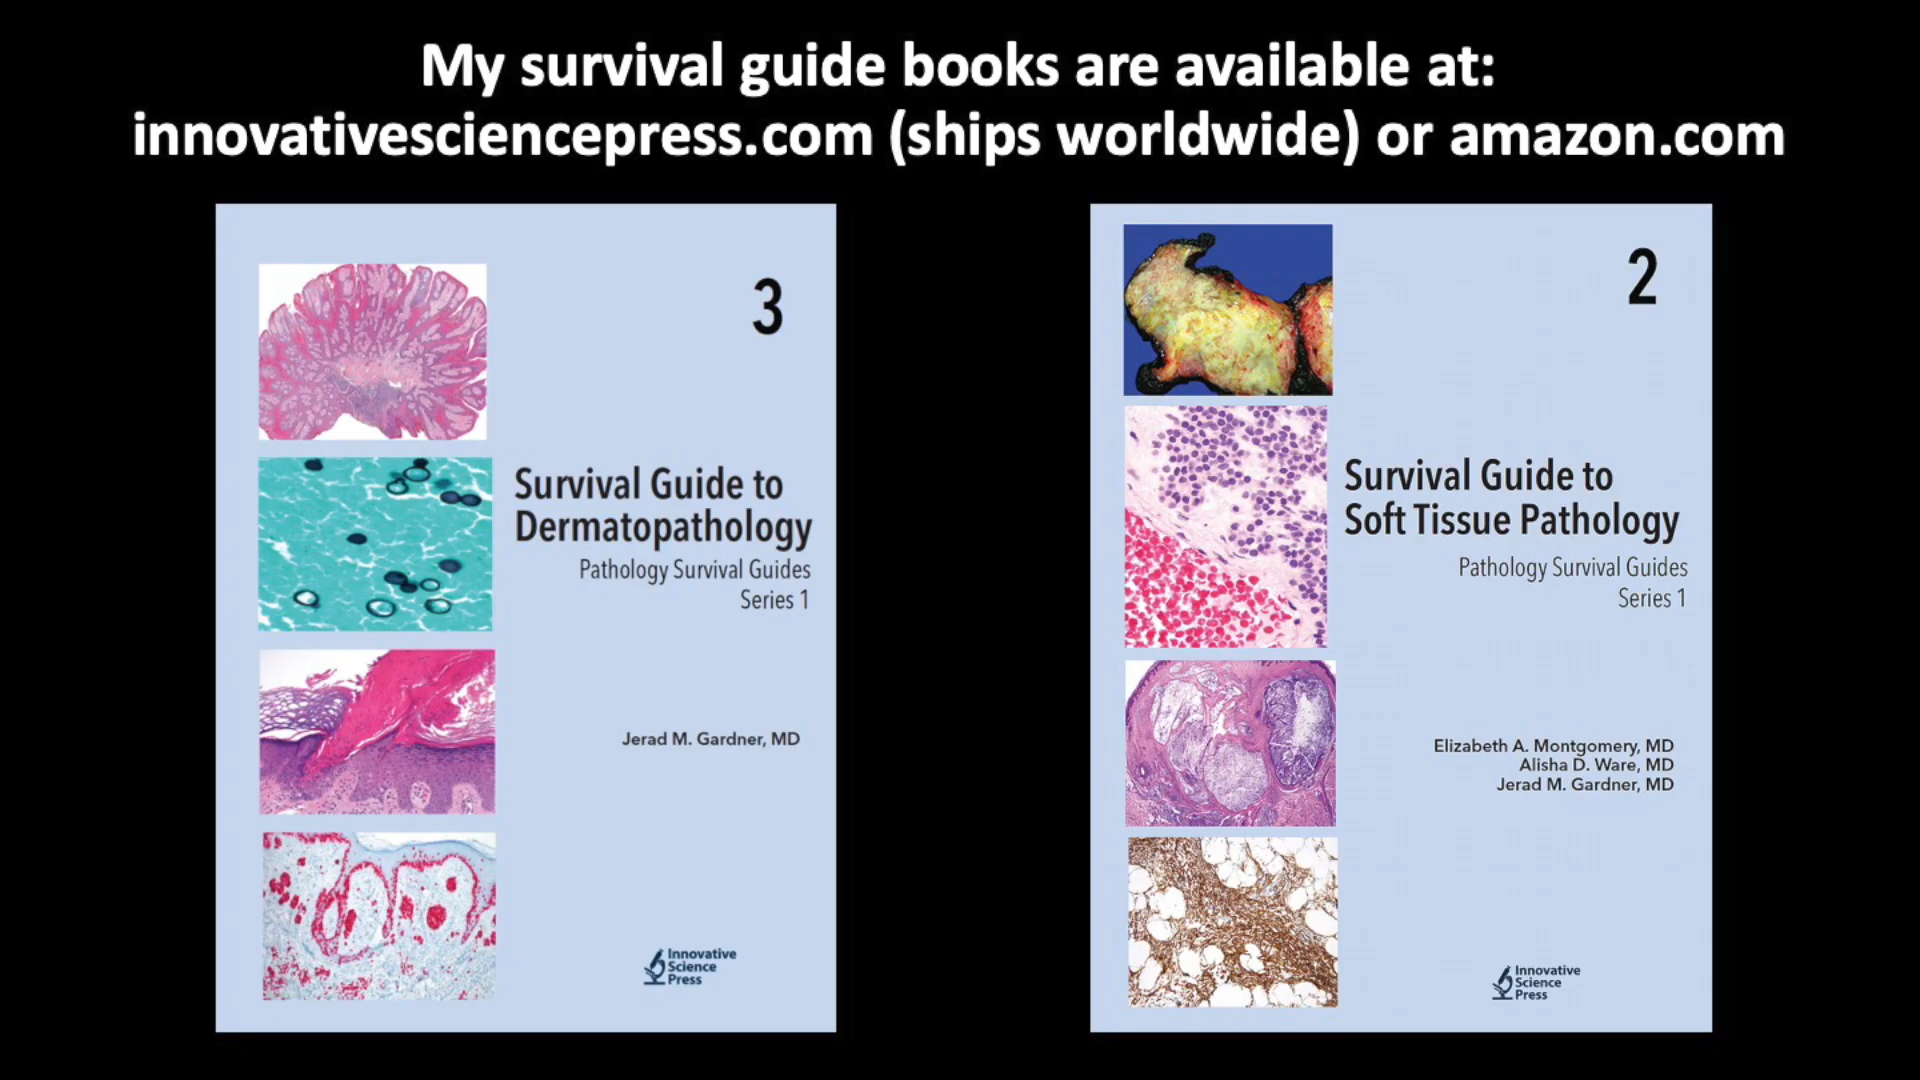 My survival guide books are available at:
innovativesciencepress.com (ships worldwide) or amazon.com
3
Survival Guide to
Dermatopathology
Pathology Survival Guides
Series 1
Jerad M. Gardner, MD
Innovative
Science
Press
2
Survival Guide to
Soft Tissue Pathology
Pathology Survival Guides
Series 1
Elizabeth A. Montgomery, MD
Alisha D. Ware, MD
Jerad M. Gardner, MD
Innovative
Science
Press